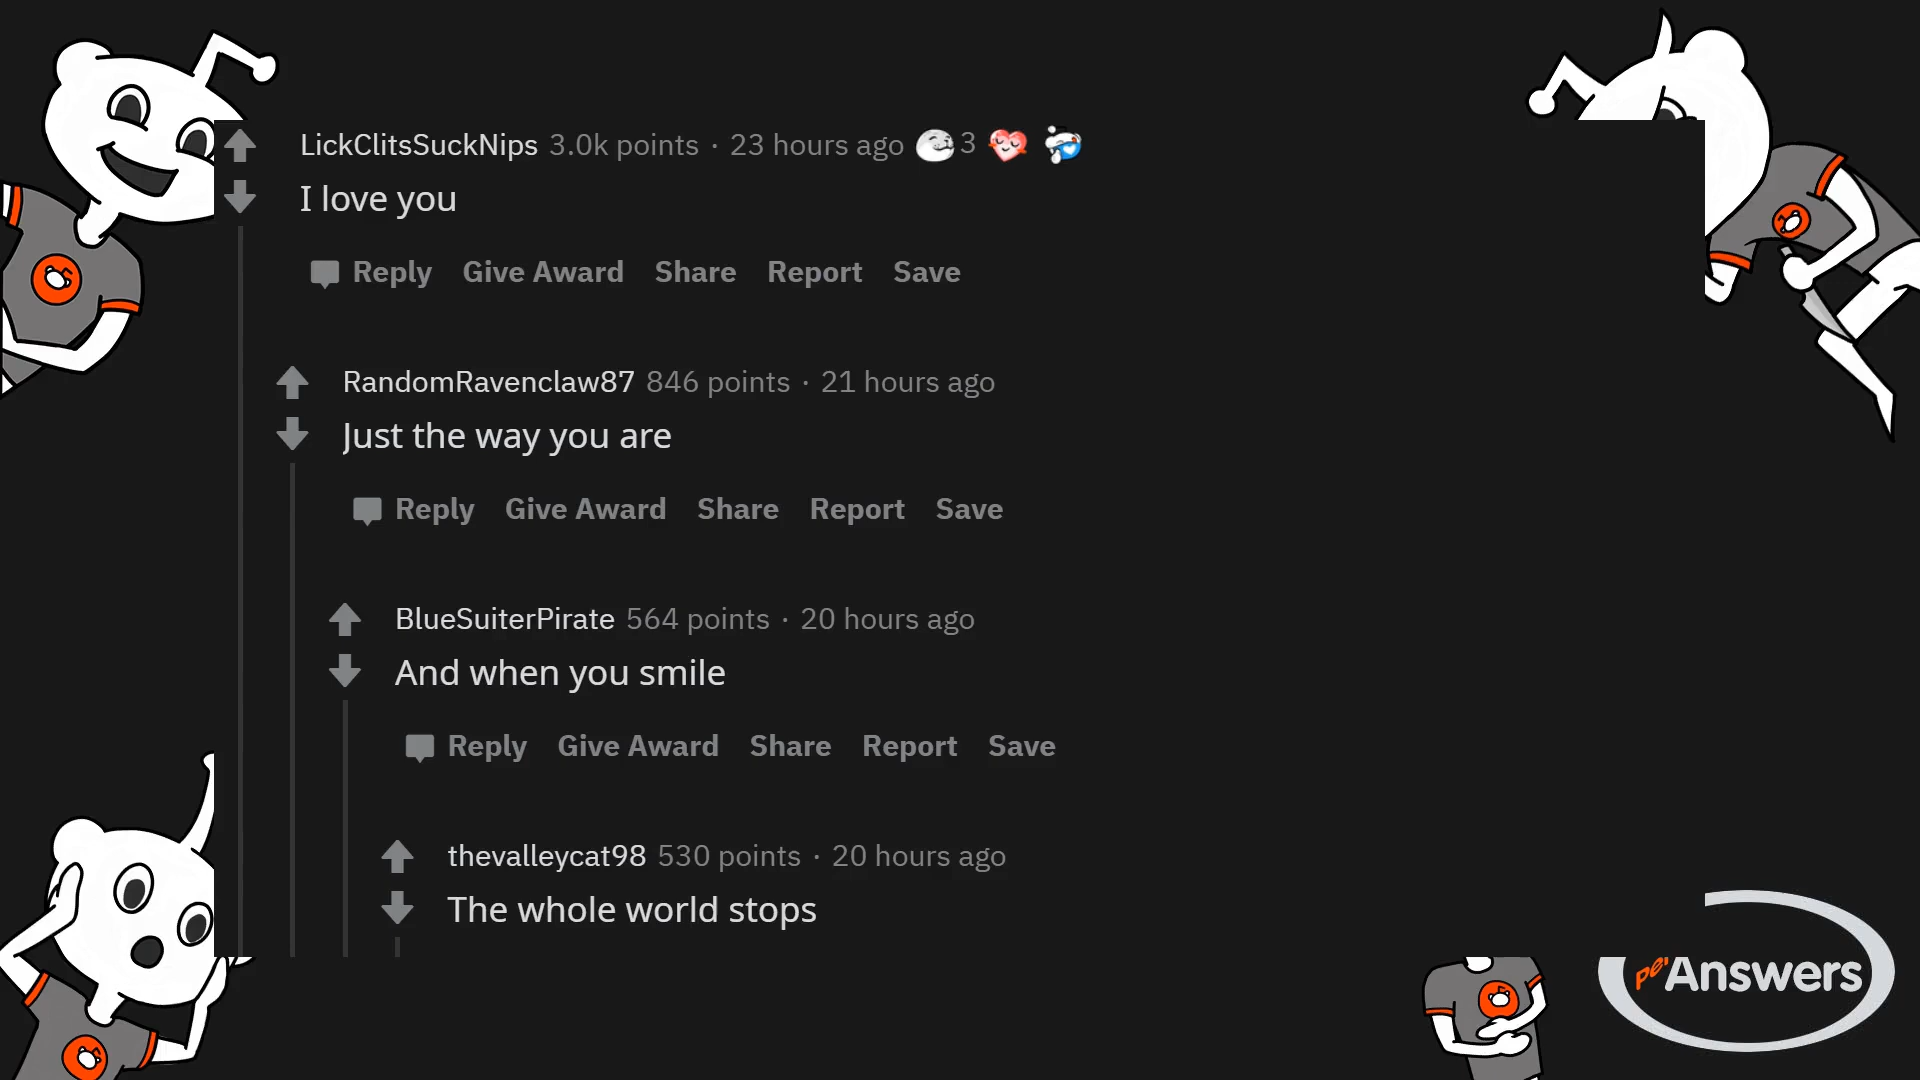 LickClitsSuckNips 3.0k points · 23 hours ago 3
I love you
Reply Give Award Share Report Save
RandomRavenclaw87 846 points · 21 hours ago
Just the way you are
Reply Give Award Share Report Save
BlueSuiterPirate 564 points · 20 hours ago
And when you smile
Reply Give Award Share Report Save
thevalleycat98 530 points · 20 hours ago
The whole world stops
Answers